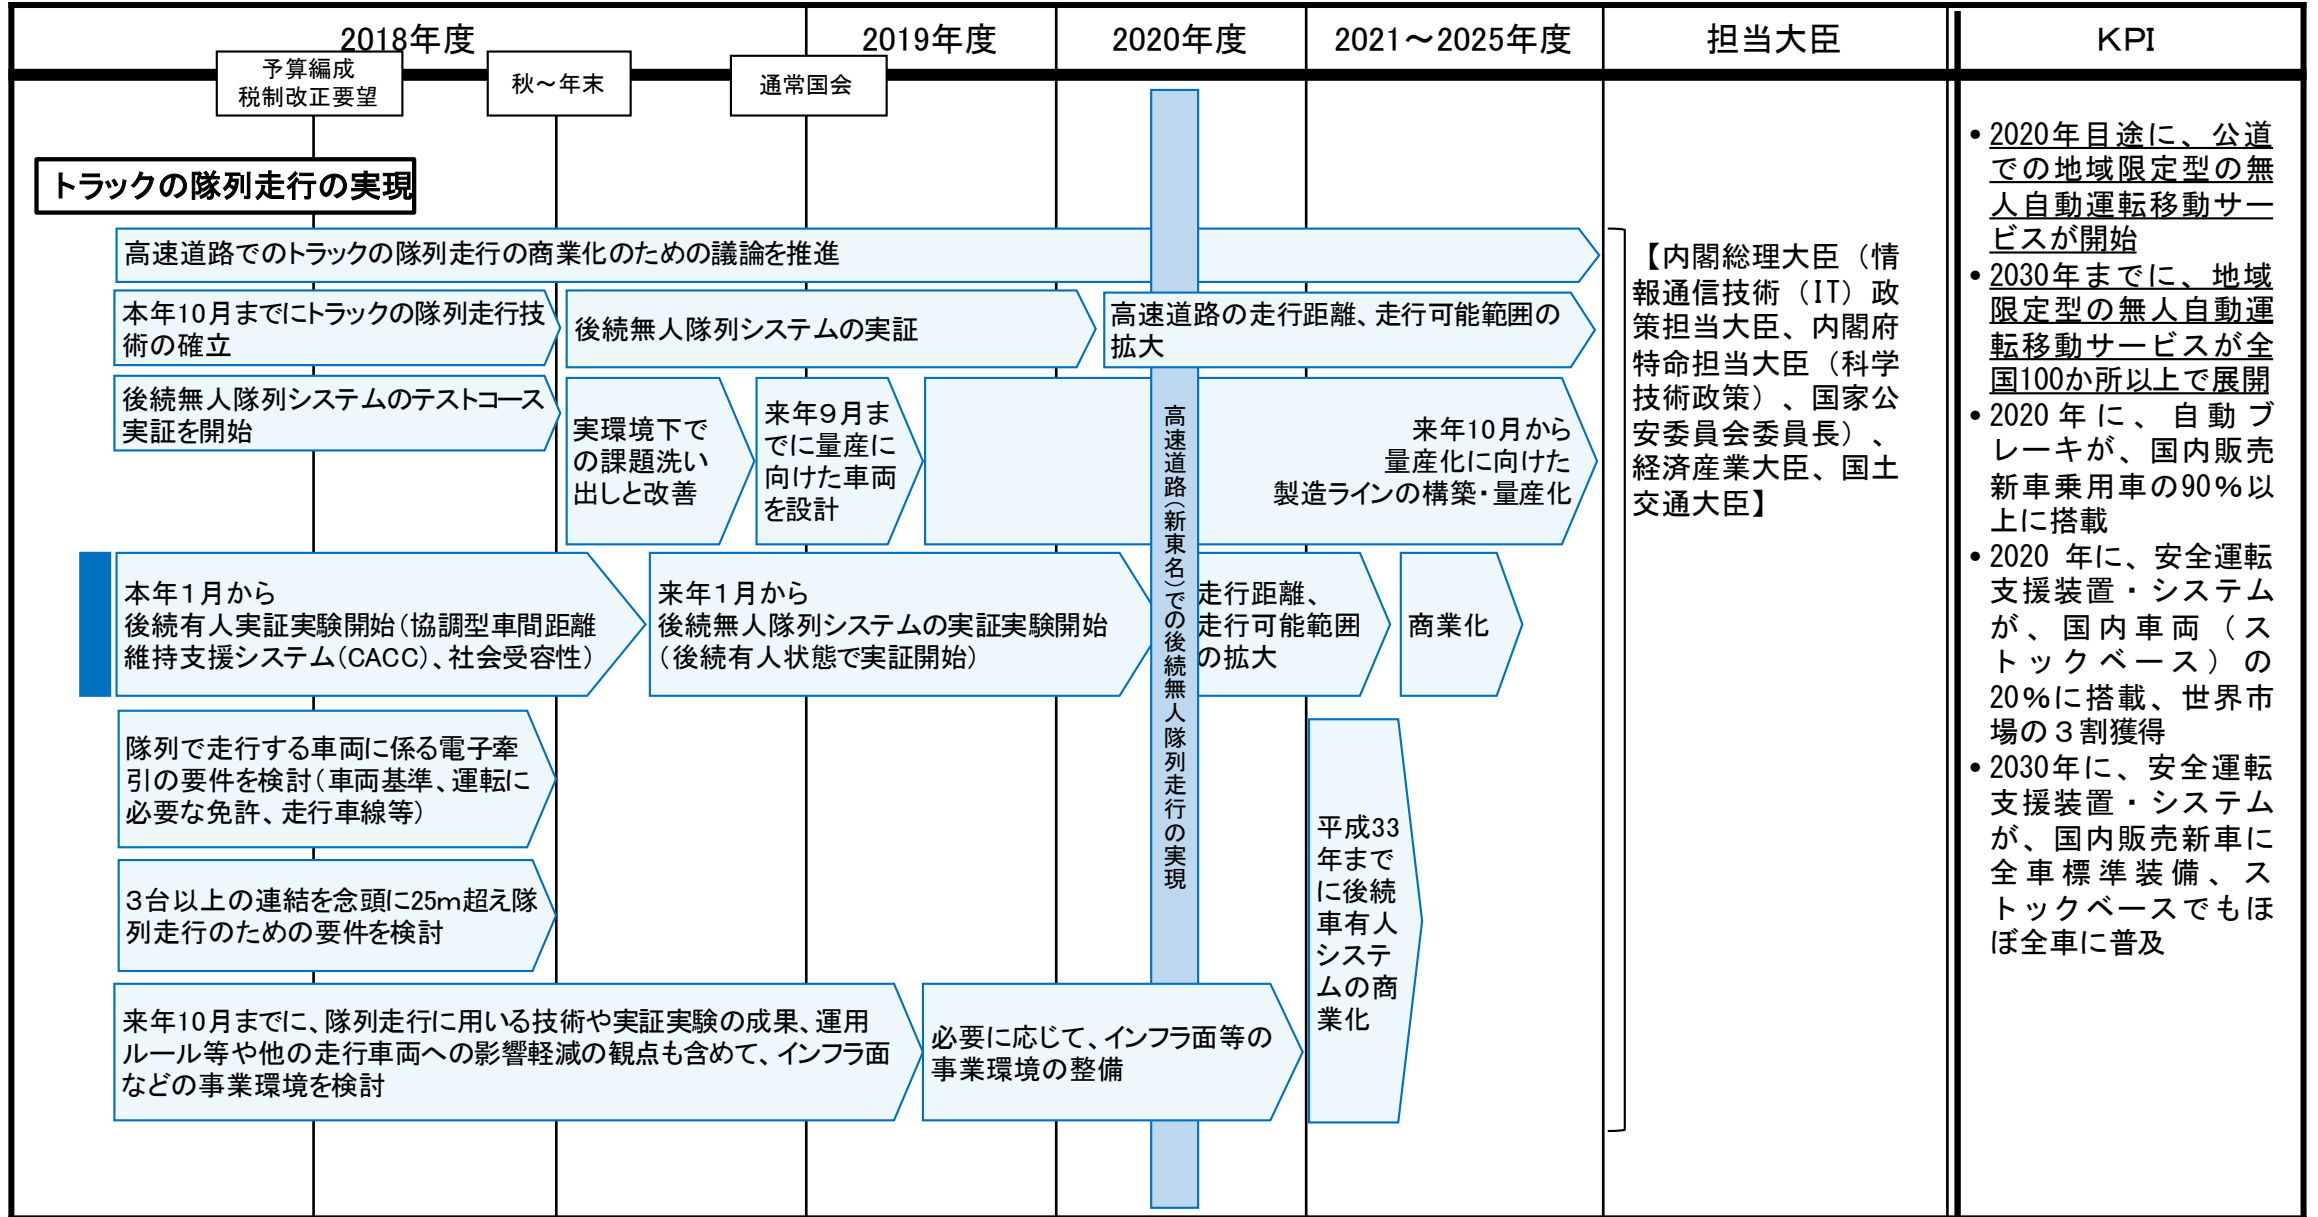 2018年度
2019年度
2020年度
2021～2025年度
担当大臣
KPI
予算編成
税制改正要望
秋～年末
通常国会
トラックの隊列走行の実現
高速道路でのトラックの隊列走行の商業化のための議論を推進
本年10月までにトラックの隊列走行技
術の確立
後続無人隊列システムの実証
高速道路の走行距離、走行可能範囲の
拡大
後続無人隊列システムのテストコース
実証を開始
実環境下で
の課題洗い
出しと改善
来年９月ま
でに量産に
向けた車両
を設計
来年10月から
量産化に向けた
製造ラインの構築・量産化
本年１月から
後続有人実証実験開始（協調型車間距離
維持支援システム（CACC）、社会受容性）
来年１月から
後続無人隊列システムの実証実験開始
（後続有人状態で実証開始）
走行距離、
走行可能範囲
の拡大
商業化
高速道路（新東名）での後続無人隊列走行の実現
隊列で走行する車両に係る電子牽
引の要件を検討（車両基準、運転に
必要な免許、走行車線等）
３台以上の連結を念頭に25m超え隊
列走行のための要件を検討
平成33
年まで
に後続
車有人
システ
ムの商
業化
来年10月までに、隊列走行に用いる技術や実証実験の成果、運用
ルール等や他の走行車両への影響軽減の観点も含めて、インフラ面
などの事業環境を検討
必要に応じて、インフラ面等の
事業環境の整備
【内閣総理大臣（情
報通信技術（IT）政
策担当大臣、内閣府
特命担当大臣（科学
技術政策）、国家公
安委員会委員長）、
経済産業大臣、国土
交通大臣】
• 2020年目途に、公道
での地域限定型の無
人自動運転移動サー
ビスが開始
• 2030年までに、地域
限定型の無人自動運
転移動サービスが全
国100か所以上で展開
• 2020年に、自動ブ
レーキが、国内販売
新車乗用車の90％以
上に搭載
• 2020 年に、安全運転
支援装置・システム
が、国内車両（ス
トックベース）の
20％に搭載、世界市
場の３割獲得
• 2030年に、安全運転
支援装置・システム
が、国内販売新車に
全車標準装備、ス
トックベースでもほ
ぼ全車に普及